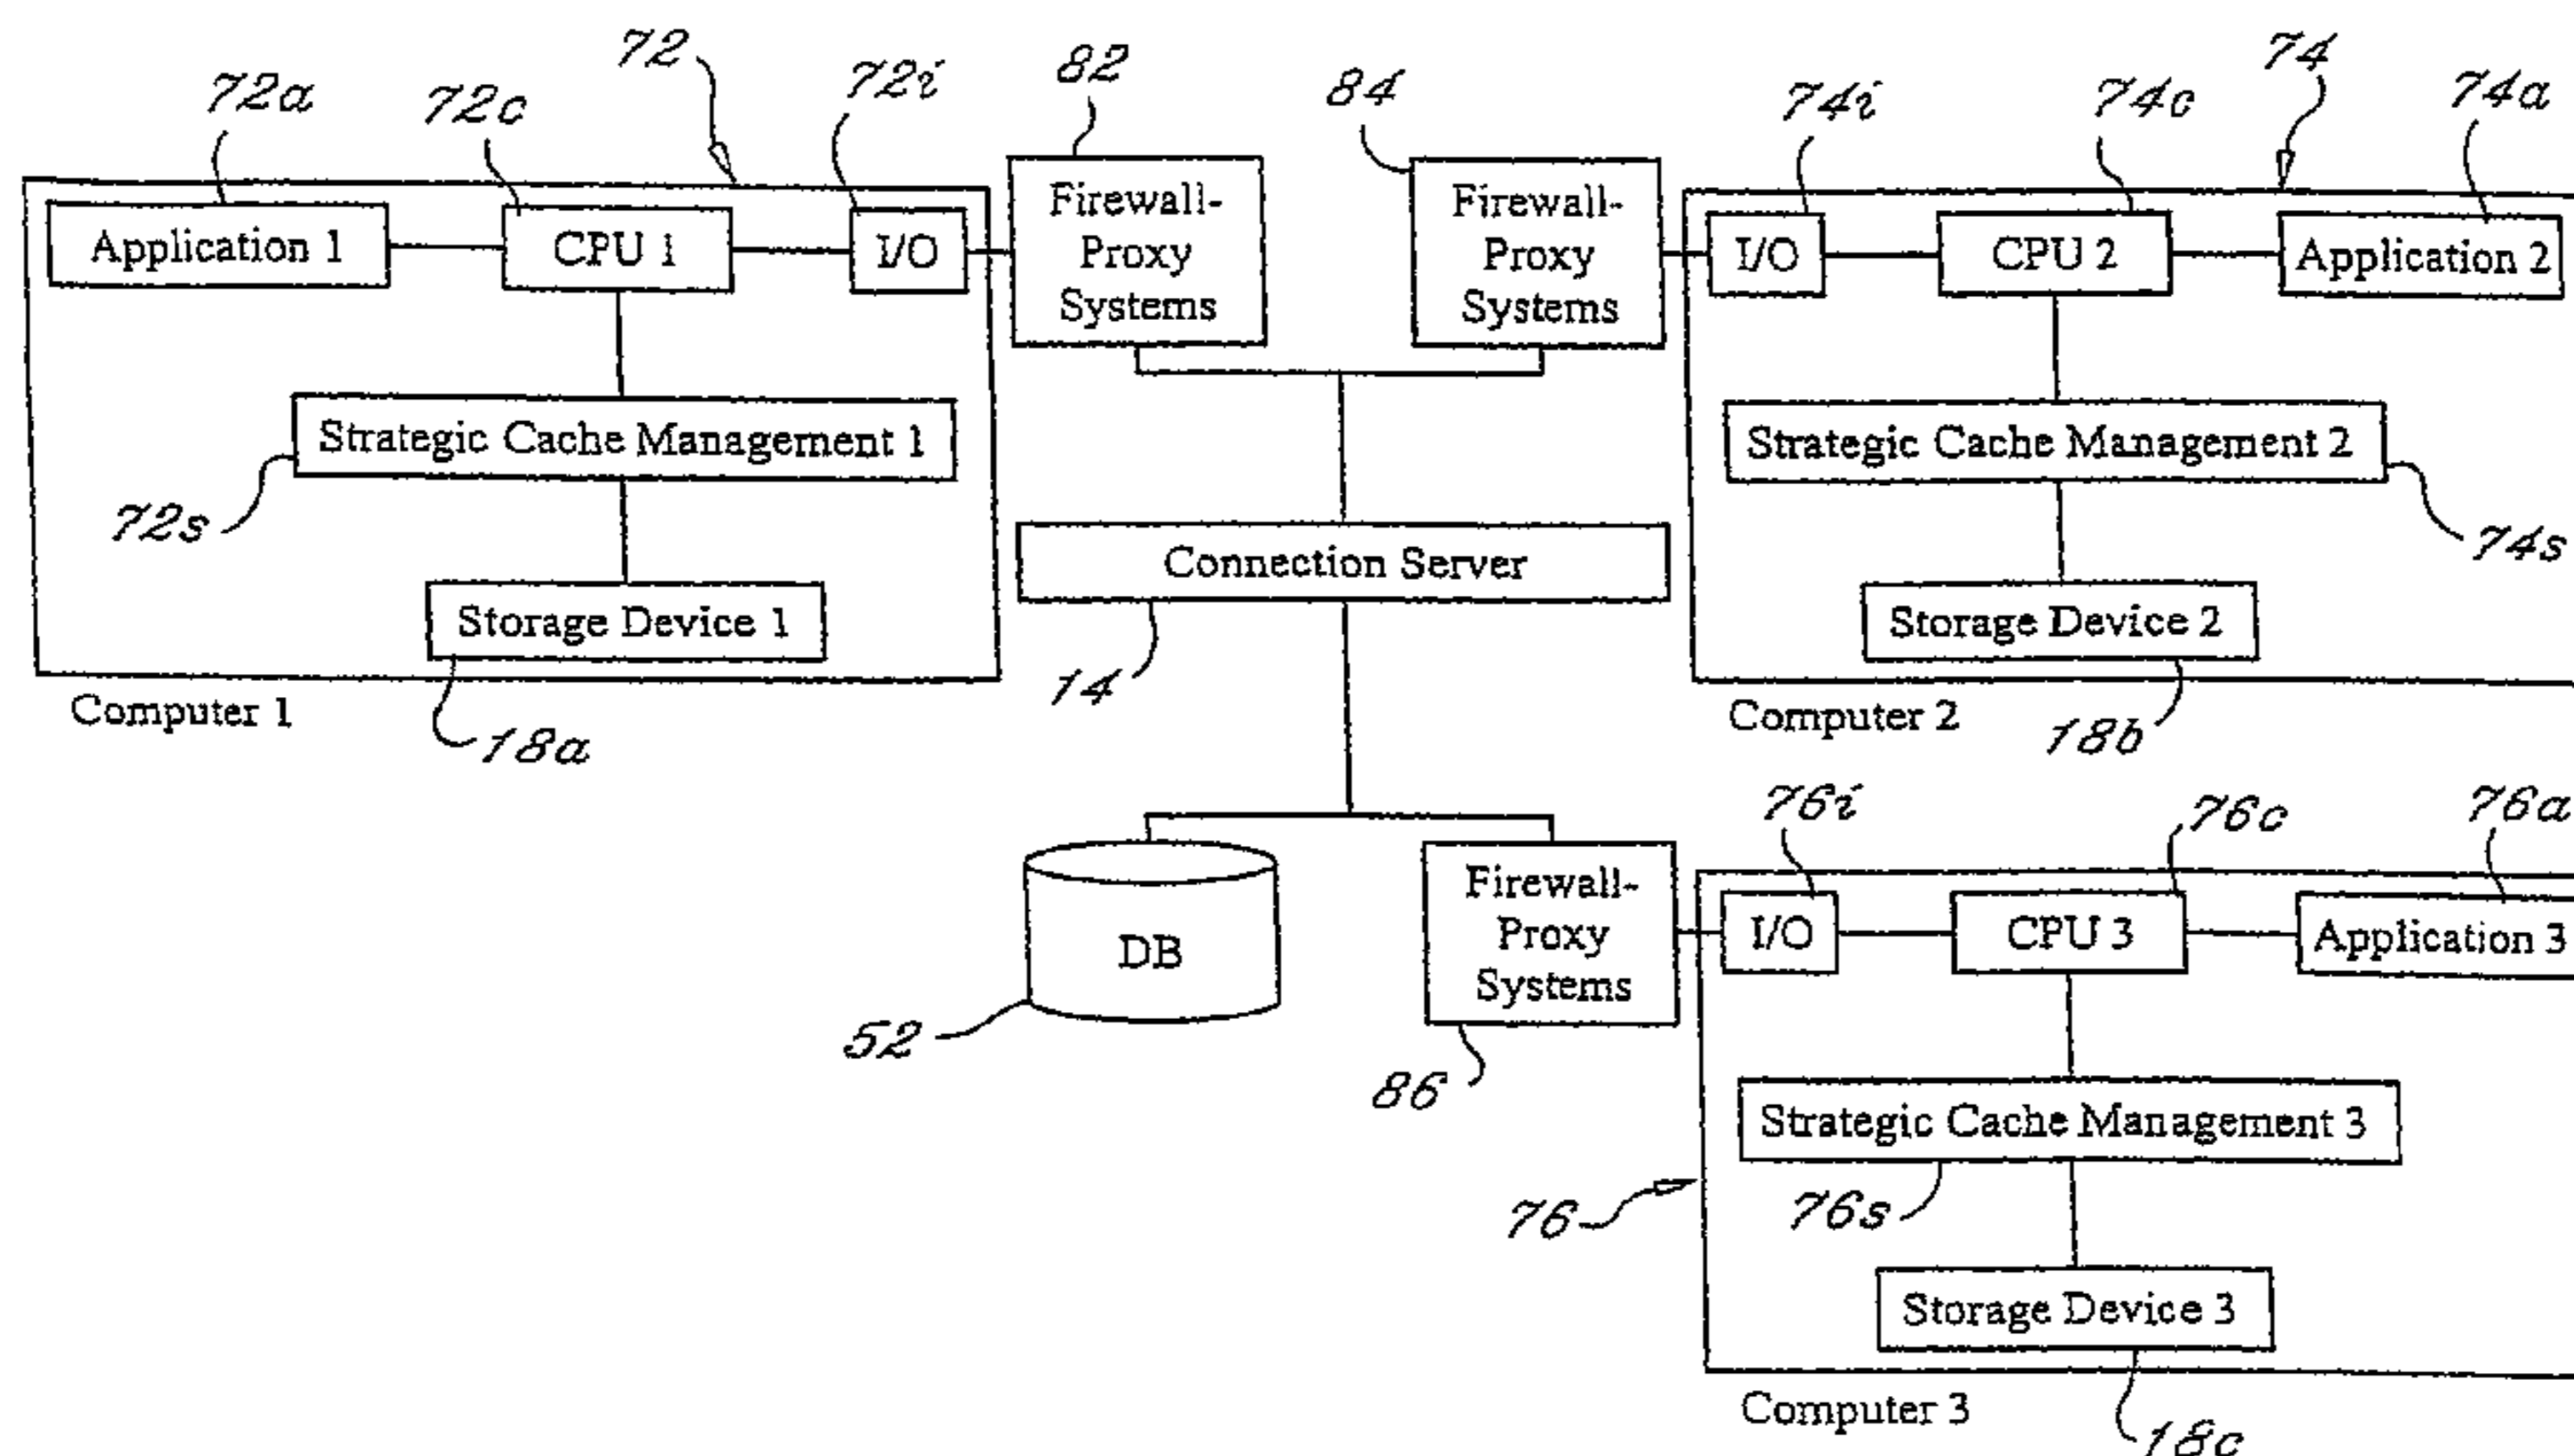 72
82
74
72a
72c
72i
84
74i
74c
74a
Application 1
CPU 1
I/O
Firewall-
Proxy
Systems
Firewall-
Proxy
Systems
I/O
CPU 2
Application 2
Strategic Cache Management 1
Strategic Cache Management 2
72s
74s
Connection Server
Storage Device 1
Storage Device 2
14
Computer 1
18a
Computer 2
18b
76i
76c
76a
DB
Firewall-
Proxy
Systems
I/O
CPU 3
Application 3
52
86
Strategic Cache Management 3
76
76s
Storage Device 3
Computer 3
18c